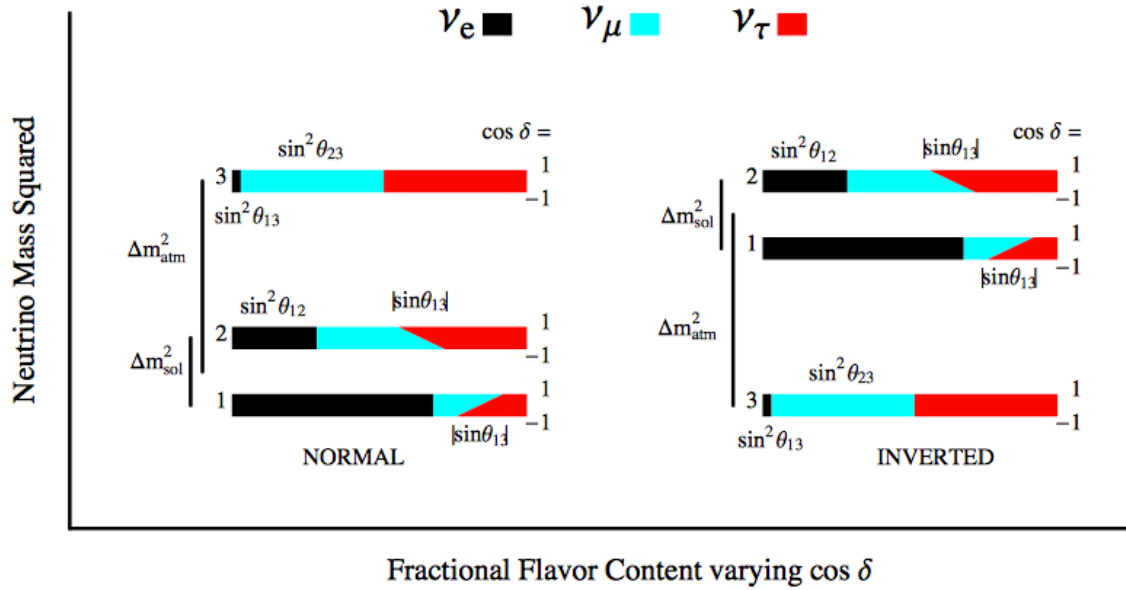 νe νμ ντ
Neutrino Mass Squared
cos δ =
sin²θ23
3
1
−1
sin²θ13
Δm²atm
sin²θ12
|sinθ13|
2
1
−1
Δm²sol
1
1
−1
|sinθ13|
NORMAL
cos δ =
sin²θ12
|sinθ13|
2
1
−1
Δm²sol
1
1
−1
|sinθ13|
Δm²atm
sin²θ23
3
1
−1
sin²θ13
INVERTED
Fractional Flavor Content varying cos δ